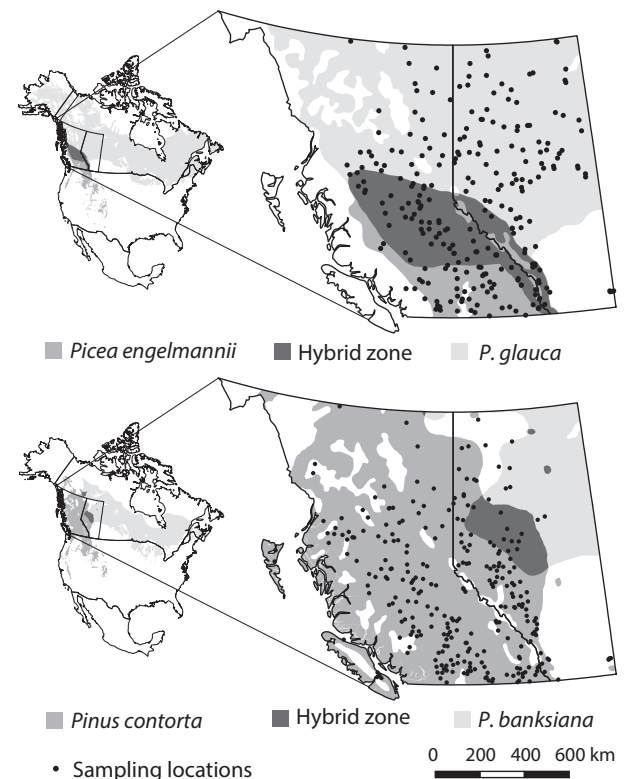 Picea engelmannii Hybrid zone P. glauca
Pinus contorta Hybrid zone P. banksiana
• Sampling locations
0 200 400 600 km